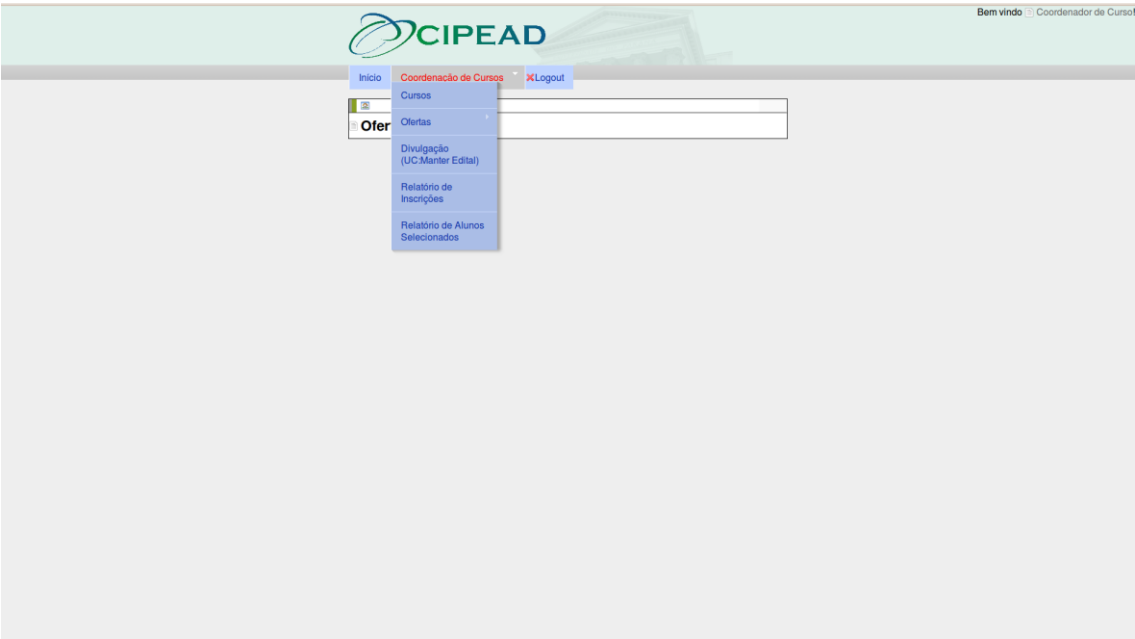 Bem vindo Coordenador de Curso!
CIPEAD
Início Coordenação de Cursos Logout
Cursos
Ofer
Ofertas
Divulgação
(UC:Manter Edital)
Relatório de
Inscrições
Relatório de Alunos
Selecionados